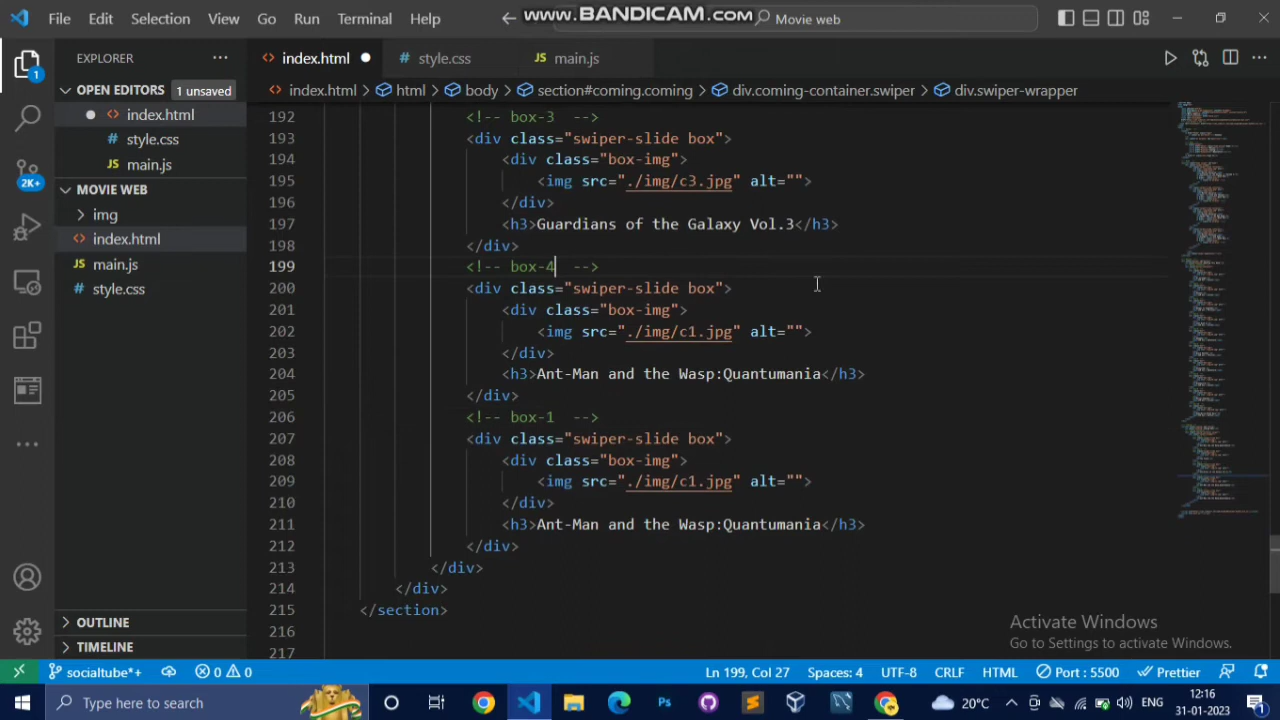 File Edit Selection View Go Run Terminal Help
www.BANDICAM.com
Movie web
EXPLORER
index.html
style.css
main.js
OPEN EDITORS 1 unsaved
index.html > html > body > section#coming.coming > div.coming-container.swiper > div.swiper-wrapper
1
index.html
style.css
main.js
MOVIE WEB
img
index.html
main.js
style.css
2K+
192 <!-- box-3  -->
193 <div class="swiper-slide box">
194 <div class="box-img">
195 <img src="./img/c3.jpg" alt="">
196 </div>
197 <h3>Guardians of the Galaxy Vol.3</h3>
198 </div>
199 <!-- box-4  -->
200 <div class="swiper-slide box">
201 <div class="box-img">
202 <img src="./img/c1.jpg" alt="">
203 </div>
204 <h3>Ant-Man and the Wasp:Quantumania</h3>
205 </div>
206 <!-- box-1  -->
207 <div class="swiper-slide box">
208 <div class="box-img">
209 <img src="./img/c1.jpg" alt="">
210 </div>
211 <h3>Ant-Man and the Wasp:Quantumania</h3>
212 </div>
213 </div>
214 </div>
215 </section>
216
217
OUTLINE
TIMELINE
Activate Windows
Go to Settings to activate Windows.
socialtube*+ 0 0 Ln 199, Col 27 Spaces: 4 UTF-8 CRLF HTML Port : 5500 Prettier
Type here to search
Ps
20°C
ENG
12:16
31-01-2023
1